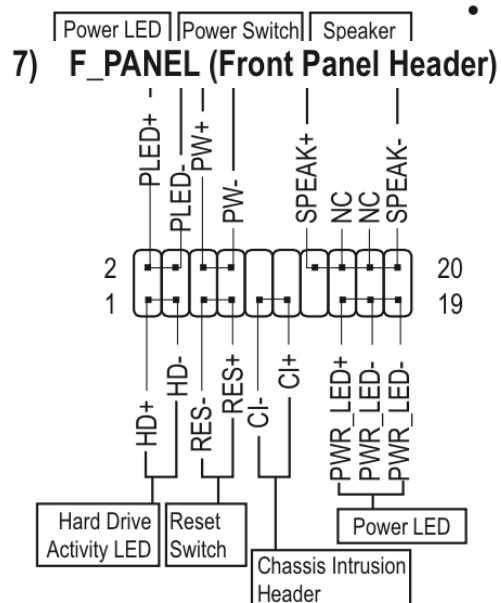 Power LED Power Switch Speaker
7) F_PANEL (Front Panel Header)
PLED+
PLED-
PW+
PW-
SPEAK+
NC
NC
SPEAK-
2 20
1 19
HD+
HD-
RES-
RES+
CI-
CI+
PWR_LED+
PWR_LED-
PWR_LED-
Hard Drive
Activity LED
Reset
Switch
Power LED
Chassis Intrusion
Header